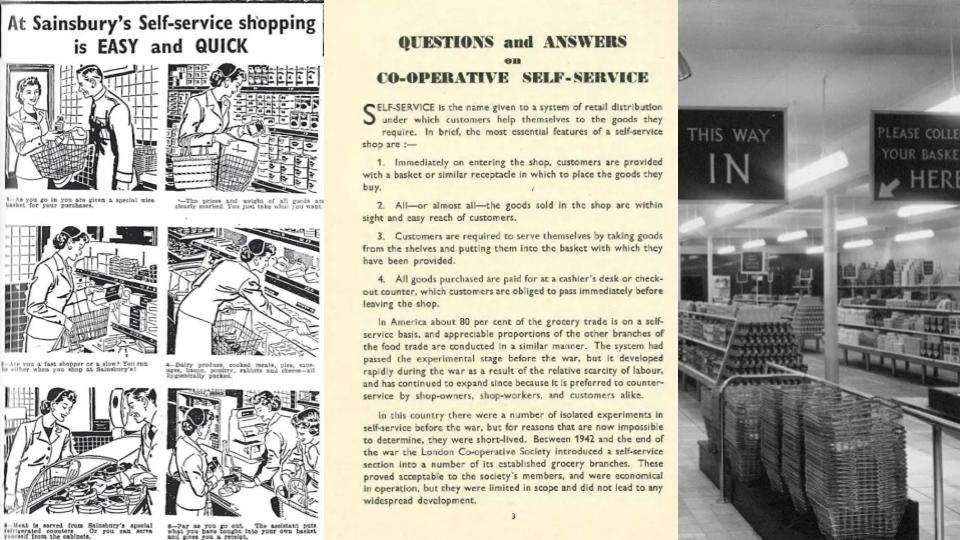 At Sainsbury's Self-service shopping
is EASY and QUICK
1—As you go in you are given a special wire
basket for your purchases.
2—The prices and weight of all goods are
clearly marked. You just take what you want.
3—Are you a fast shopper or a slow? You can
be either when you shop at Sainsbury's!
4—Dairy produce, cooked meats, pies, saus-
ages, bacon, poultry, rabbits and cheese—all
hygienically packed.
5—Meat is served from Sainsbury's special
refrigerated counters Or you can serve
yourself from the cabinets.
6—Pay as you go out. The assistant puts
what you have bought into your own basket
and gives you a receipt.
QUESTIONS and ANSWERS
on
CO-OPERATIVE SELF-SERVICE
SELF-SERVICE is the name given to a system of retail distribution
under which customers help themselves to the goods they
require. In brief, the most essential features of a self-service
shop are :—
1. Immediately on entering the shop, customers are provided
with a basket or similar receptacle in which to place the goods they
buy.
2. All—or almost all—the goods sold in the shop are within
sight and easy reach of customers.
3. Customers are required to serve themselves by taking goods
from the shelves and putting them into the basket with which they
have been provided.
4. All goods purchased are paid for at a cashier's desk or check-
out counter, which customers are obliged to pass immediately before
leaving the shop.
In America about 80 per cent of the grocery trade is on a self-
service basis, and appreciable proportions of the other branches of
the food trade are conducted in a similar manner. The system had
passed the experimental stage before the war, but it developed
rapidly during the war as a result of the relative scarcity of labour,
and has continued to expand since because it is preferred to counter-
service by shop-owners, shop-workers, and customers alike.
In this country there were a number of isolated experiments in
self-service before the war, but for reasons that are now impossible
to determine, they were short-lived. Between 1942 and the end of
the war the London Co-operative Society introduced a self-service
section into a number of its established grocery branches. These
proved acceptable to the society's members, and were economical
in operation, but they were limited in scope and did not lead to any
widespread development.
3
THIS WAY
IN
PLEASE COLLE
YOUR BASKE
HERE